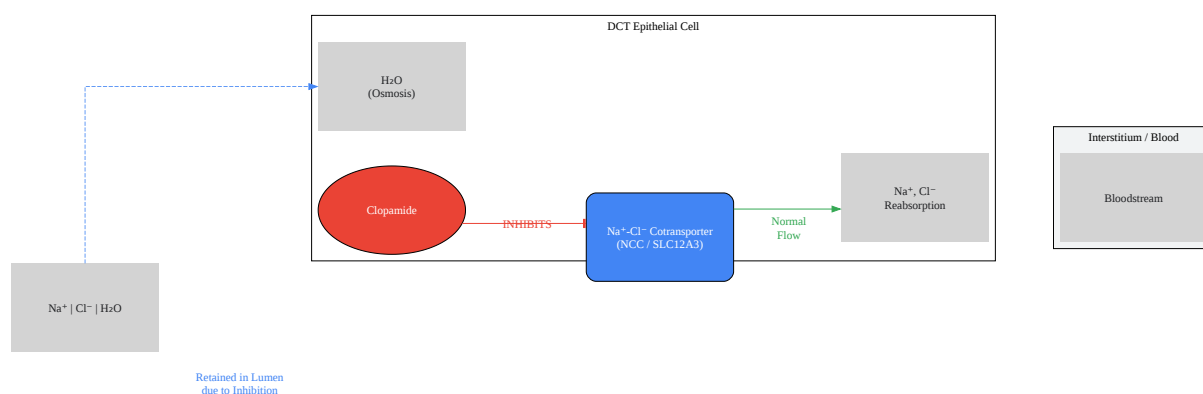 DCT Epithelial Cell
H₂O
(Osmosis)
Clopamide
INHIBITS
Na⁺-Cl⁻ Cotransporter
(NCC / SLC12A3)
Normal
Flow
Na⁺, Cl⁻
Reabsorption
Interstitium / Blood
Bloodstream
Na⁺ | Cl⁻ | H₂O
Retained in Lumen
due to Inhibition